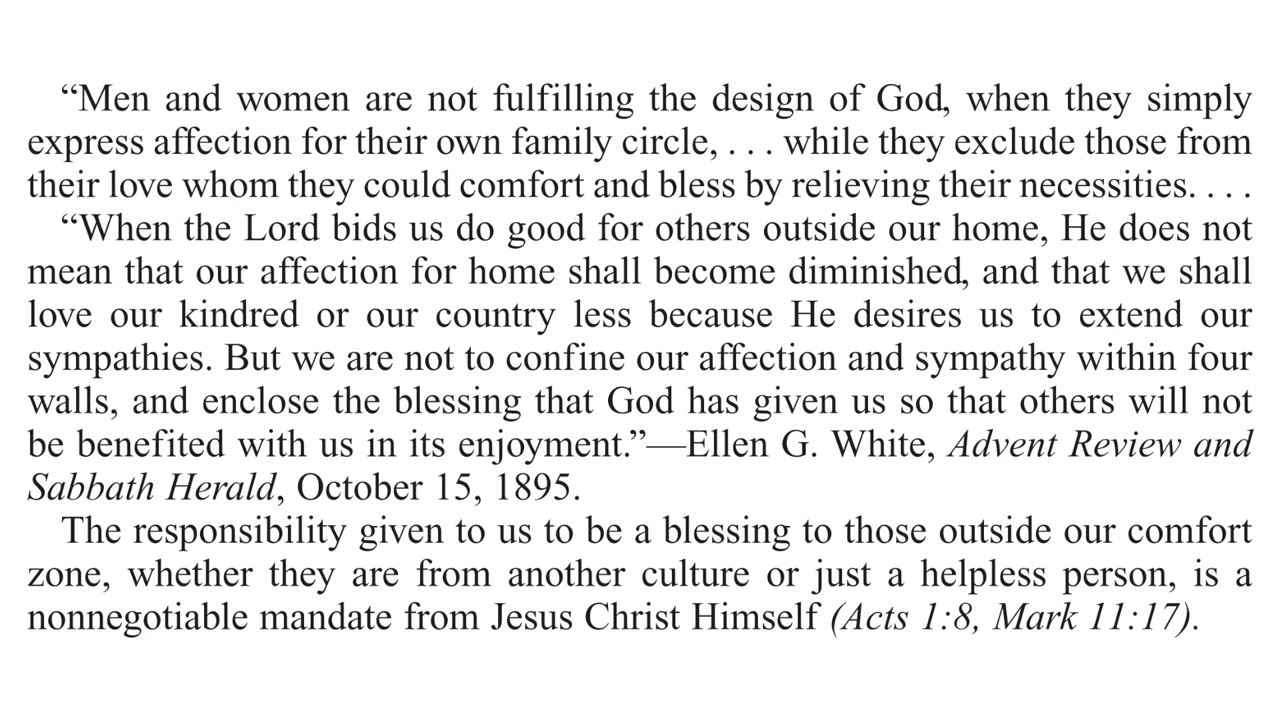 “Men and women are not fulfilling the design of God, when they simply
express affection for their own family circle, . . . while they exclude those from
their love whom they could comfort and bless by relieving their necessities. . . .
“When the Lord bids us do good for others outside our home, He does not
mean that our affection for home shall become diminished, and that we shall
love our kindred or our country less because He desires us to extend our
sympathies. But we are not to confine our affection and sympathy within four
walls, and enclose the blessing that God has given us so that others will not
be benefited with us in its enjoyment.”—Ellen G. White, Advent Review and
Sabbath Herald, October 15, 1895.
The responsibility given to us to be a blessing to those outside our comfort
zone, whether they are from another culture or just a helpless person, is a
nonnegotiable mandate from Jesus Christ Himself (Acts 1:8, Mark 11:17).